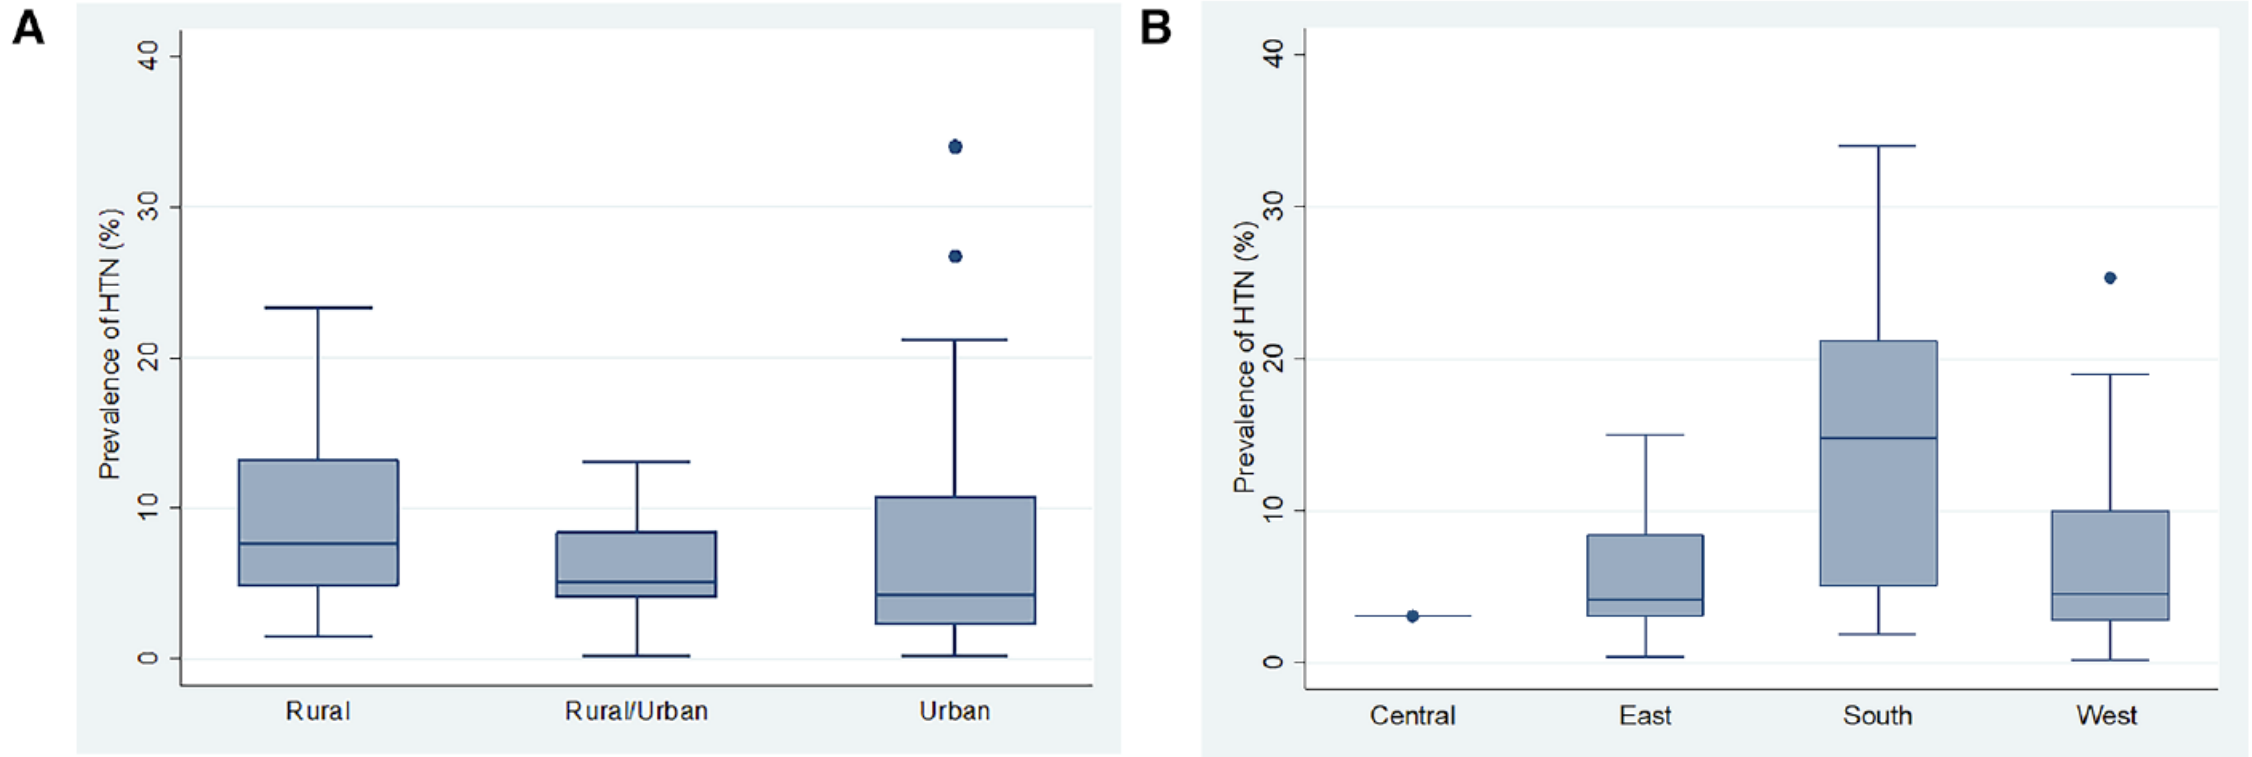 A
Prevalence of HTN (%)
40
30
20
10
0
Rural Rural/Urban Urban
B
Prevalence of HTN (%)
40
30
20
10
0
Central East South West